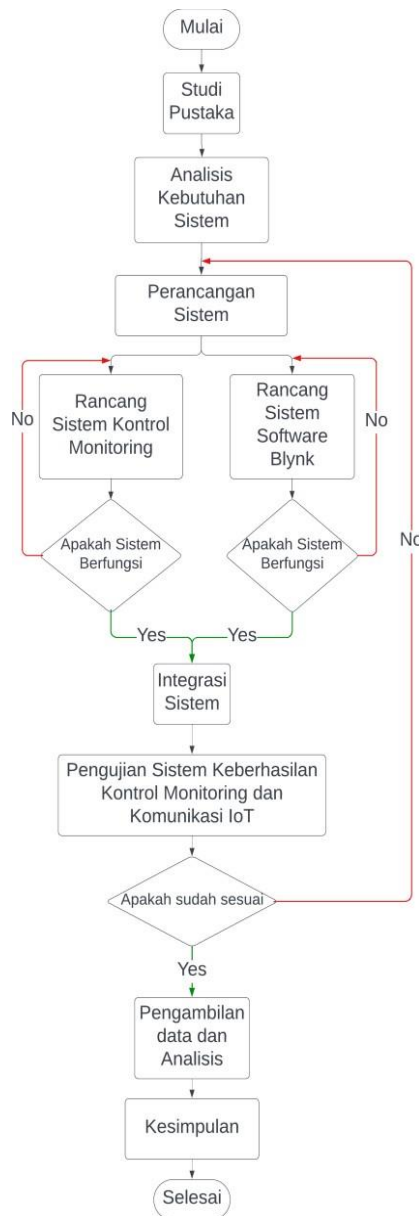 Mulai
Studi
Pustaka
Analisis
Kebutuhan
Sistem
Perancangan
Sistem
No
Rancang
Sistem Kontrol
Monitoring
Rancang
Sistem
Software
Blynk
No
No
Apakah Sistem
Berfungsi
Apakah Sistem
Berfungsi
Yes
Yes
Integrasi
Sistem
Pengujian Sistem Keberhasilan
Kontrol Monitoring dan
Komunikasi IoT
Apakah sudah sesuai
Yes
Pengambilan
data dan
Analisis
Kesimpulan
Selesai